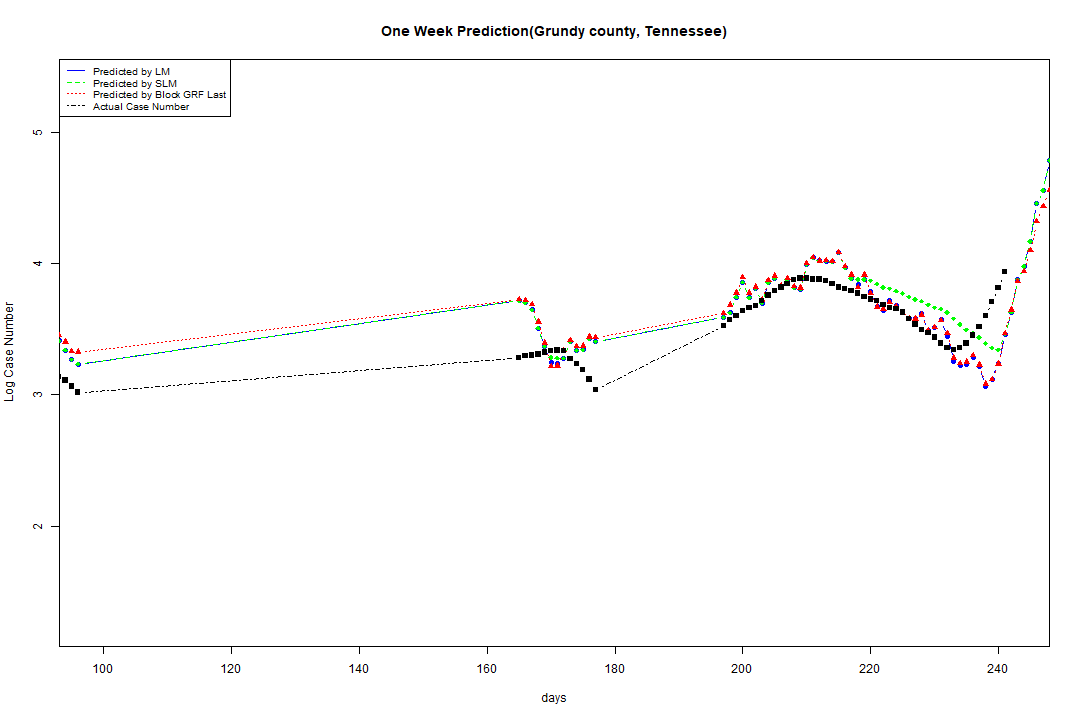 One Week Prediction(Grundy county, Tennessee)
Predicted by LM
Predicted by SLM
Predicted by Block GRF Last
Actual Case Number
5
4
3
2
Log Case Number
100 120 140 160 180 200 220 240
days